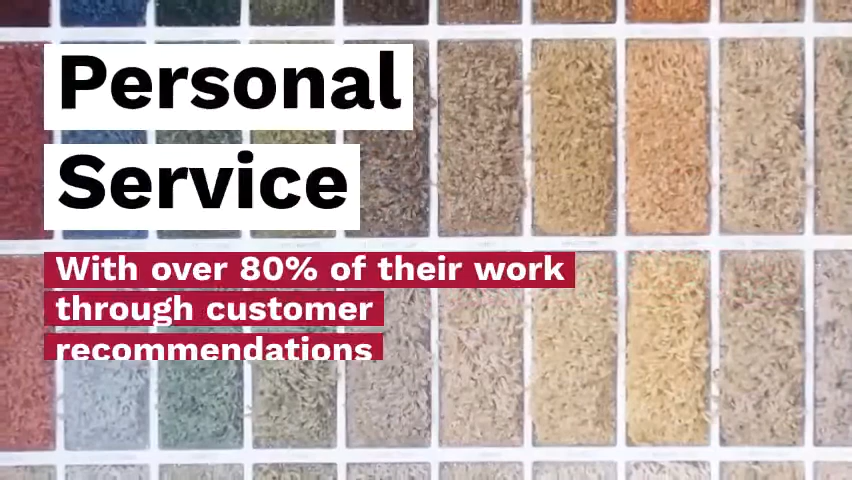 Personal
Service
With over 80% of their work
through customer
recommendations